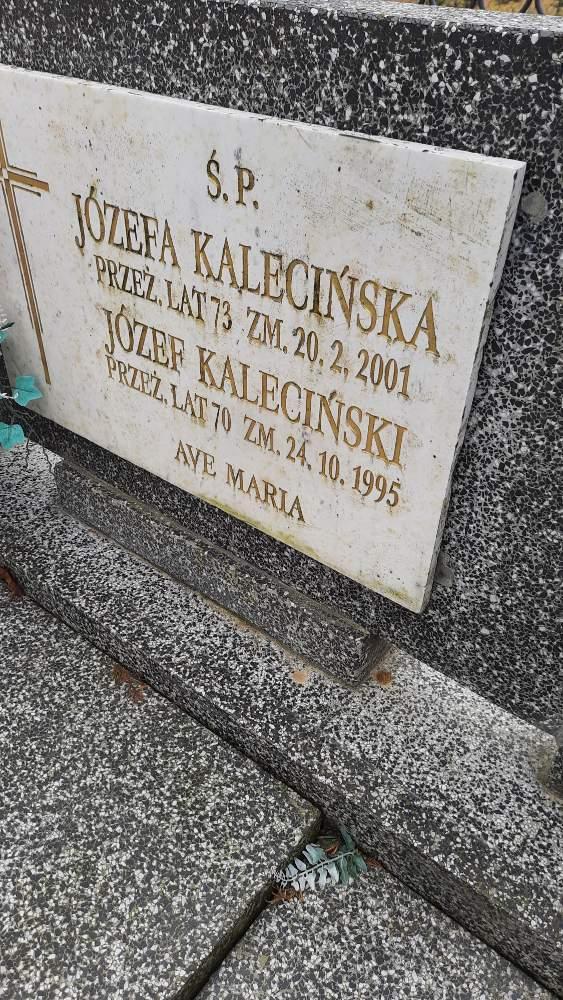 Ś.P.
JÓZEFA KALECIŃSKA
PRZEŻ. LAT 73 ZM. 20. 2. 2001
JÓZEF KALECIŃSKI
PRZEŻ. LAT 70 ZM. 24. 10. 1995
AVE MARIA